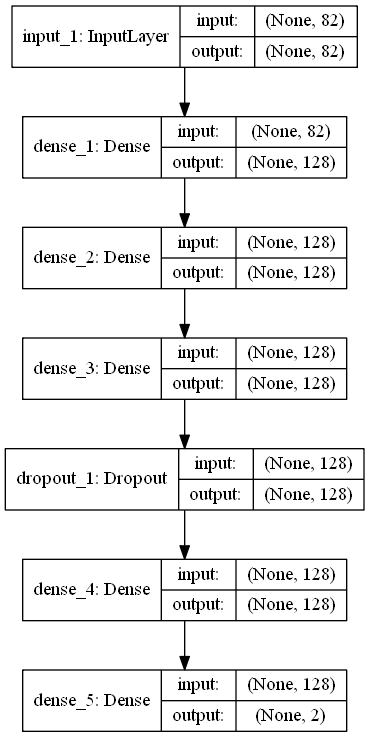 input_1: InputLayer
input: (None, 82)
output: (None, 82)
dense_1: Dense
input: (None, 82)
output: (None, 128)
dense_2: Dense
input: (None, 128)
output: (None, 128)
dense_3: Dense
input: (None, 128)
output: (None, 128)
dropout_1: Dropout
input: (None, 128)
output: (None, 128)
dense_4: Dense
input: (None, 128)
output: (None, 128)
dense_5: Dense
input: (None, 128)
output: (None, 2)